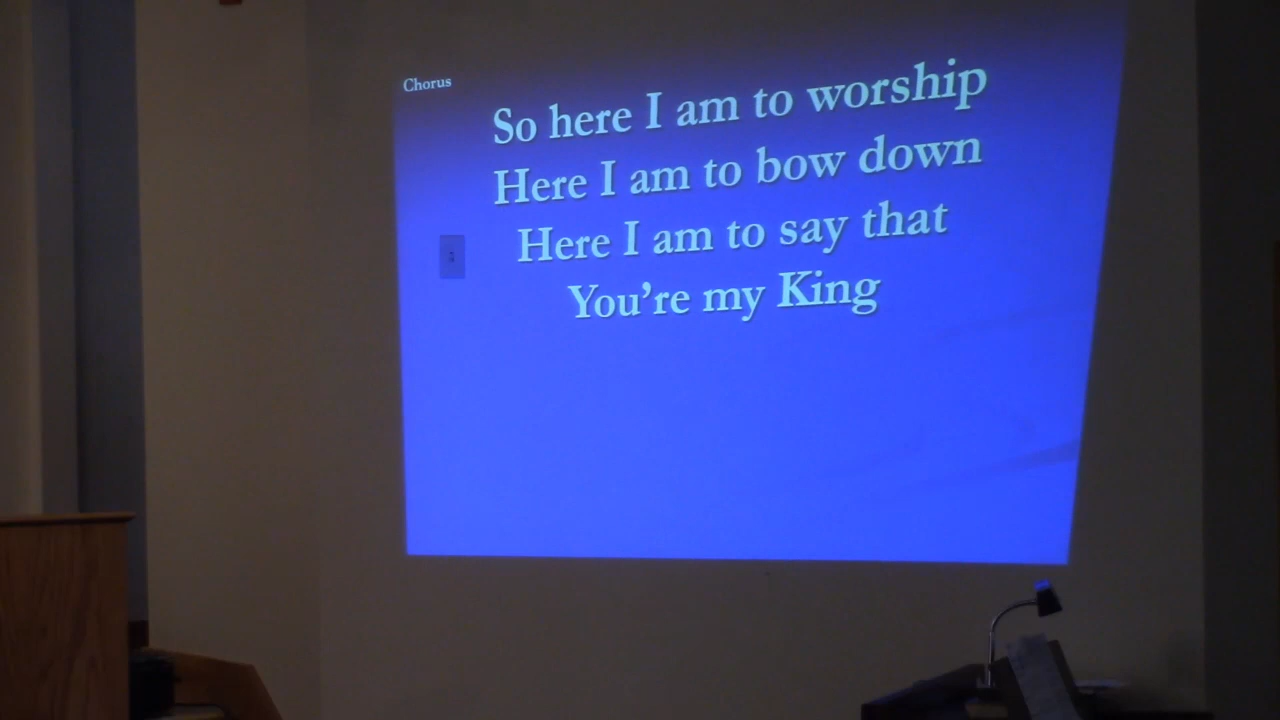 Chorus
So here I am to worship
Here I am to bow down
Here I am to say that
You're my King